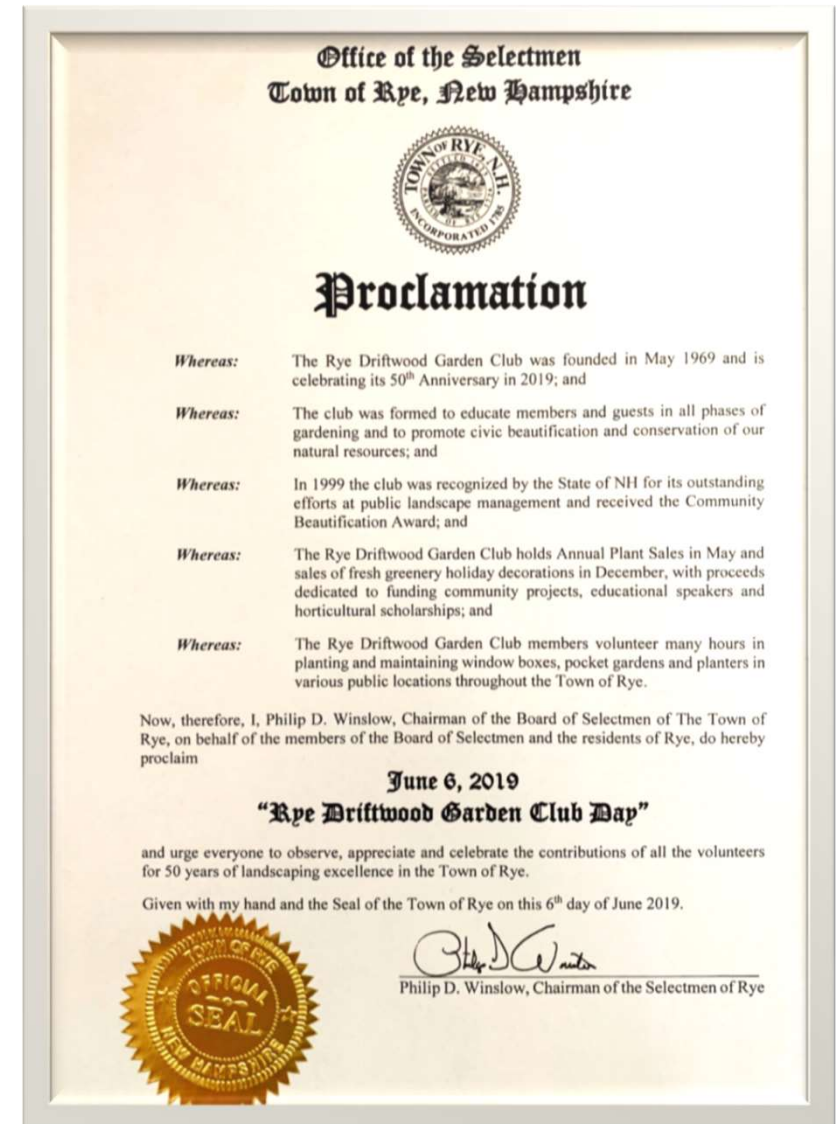 Office of the Selectmen
Town of Rye, New Hampshire
TOWN OF RYE, N.H.
INCORPORATED 1785
Proclamation
Whereas: The Rye Driftwood Garden Club was founded in May 1969 and is
celebrating its 50th Anniversary in 2019; and
Whereas: The club was formed to educate members and guests in all phases of
gardening and to promote civic beautification and conservation of our
natural resources; and
Whereas: In 1999 the club was recognized by the State of NH for its outstanding
efforts at public landscape management and received the Community
Beautification Award; and
Whereas: The Rye Driftwood Garden Club holds Annual Plant Sales in May and
sales of fresh greenery holiday decorations in December, with proceeds
dedicated to funding community projects, educational speakers and
horticultural scholarships; and
Whereas: The Rye Driftwood Garden Club members volunteer many hours in
planting and maintaining window boxes, pocket gardens and planters in
various public locations throughout the Town of Rye.
Now, therefore, I, Philip D. Winslow, Chairman of the Board of Selectmen of The Town of
Rye, on behalf of the members of the Board of Selectmen and the residents of Rye, do hereby
proclaim
June 6, 2019
“Rye Driftwood Garden Club Day”
and urge everyone to observe, appreciate and celebrate the contributions of all the volunteers
for 50 years of landscaping excellence in the Town of Rye.
Given with my hand and the Seal of the Town of Rye on this 6th day of June 2019.
Philip D. Winslow, Chairman of the Selectmen of Rye
TOWN OF RYE
OFFICIAL
SEAL
NEW HAMPSHIRE